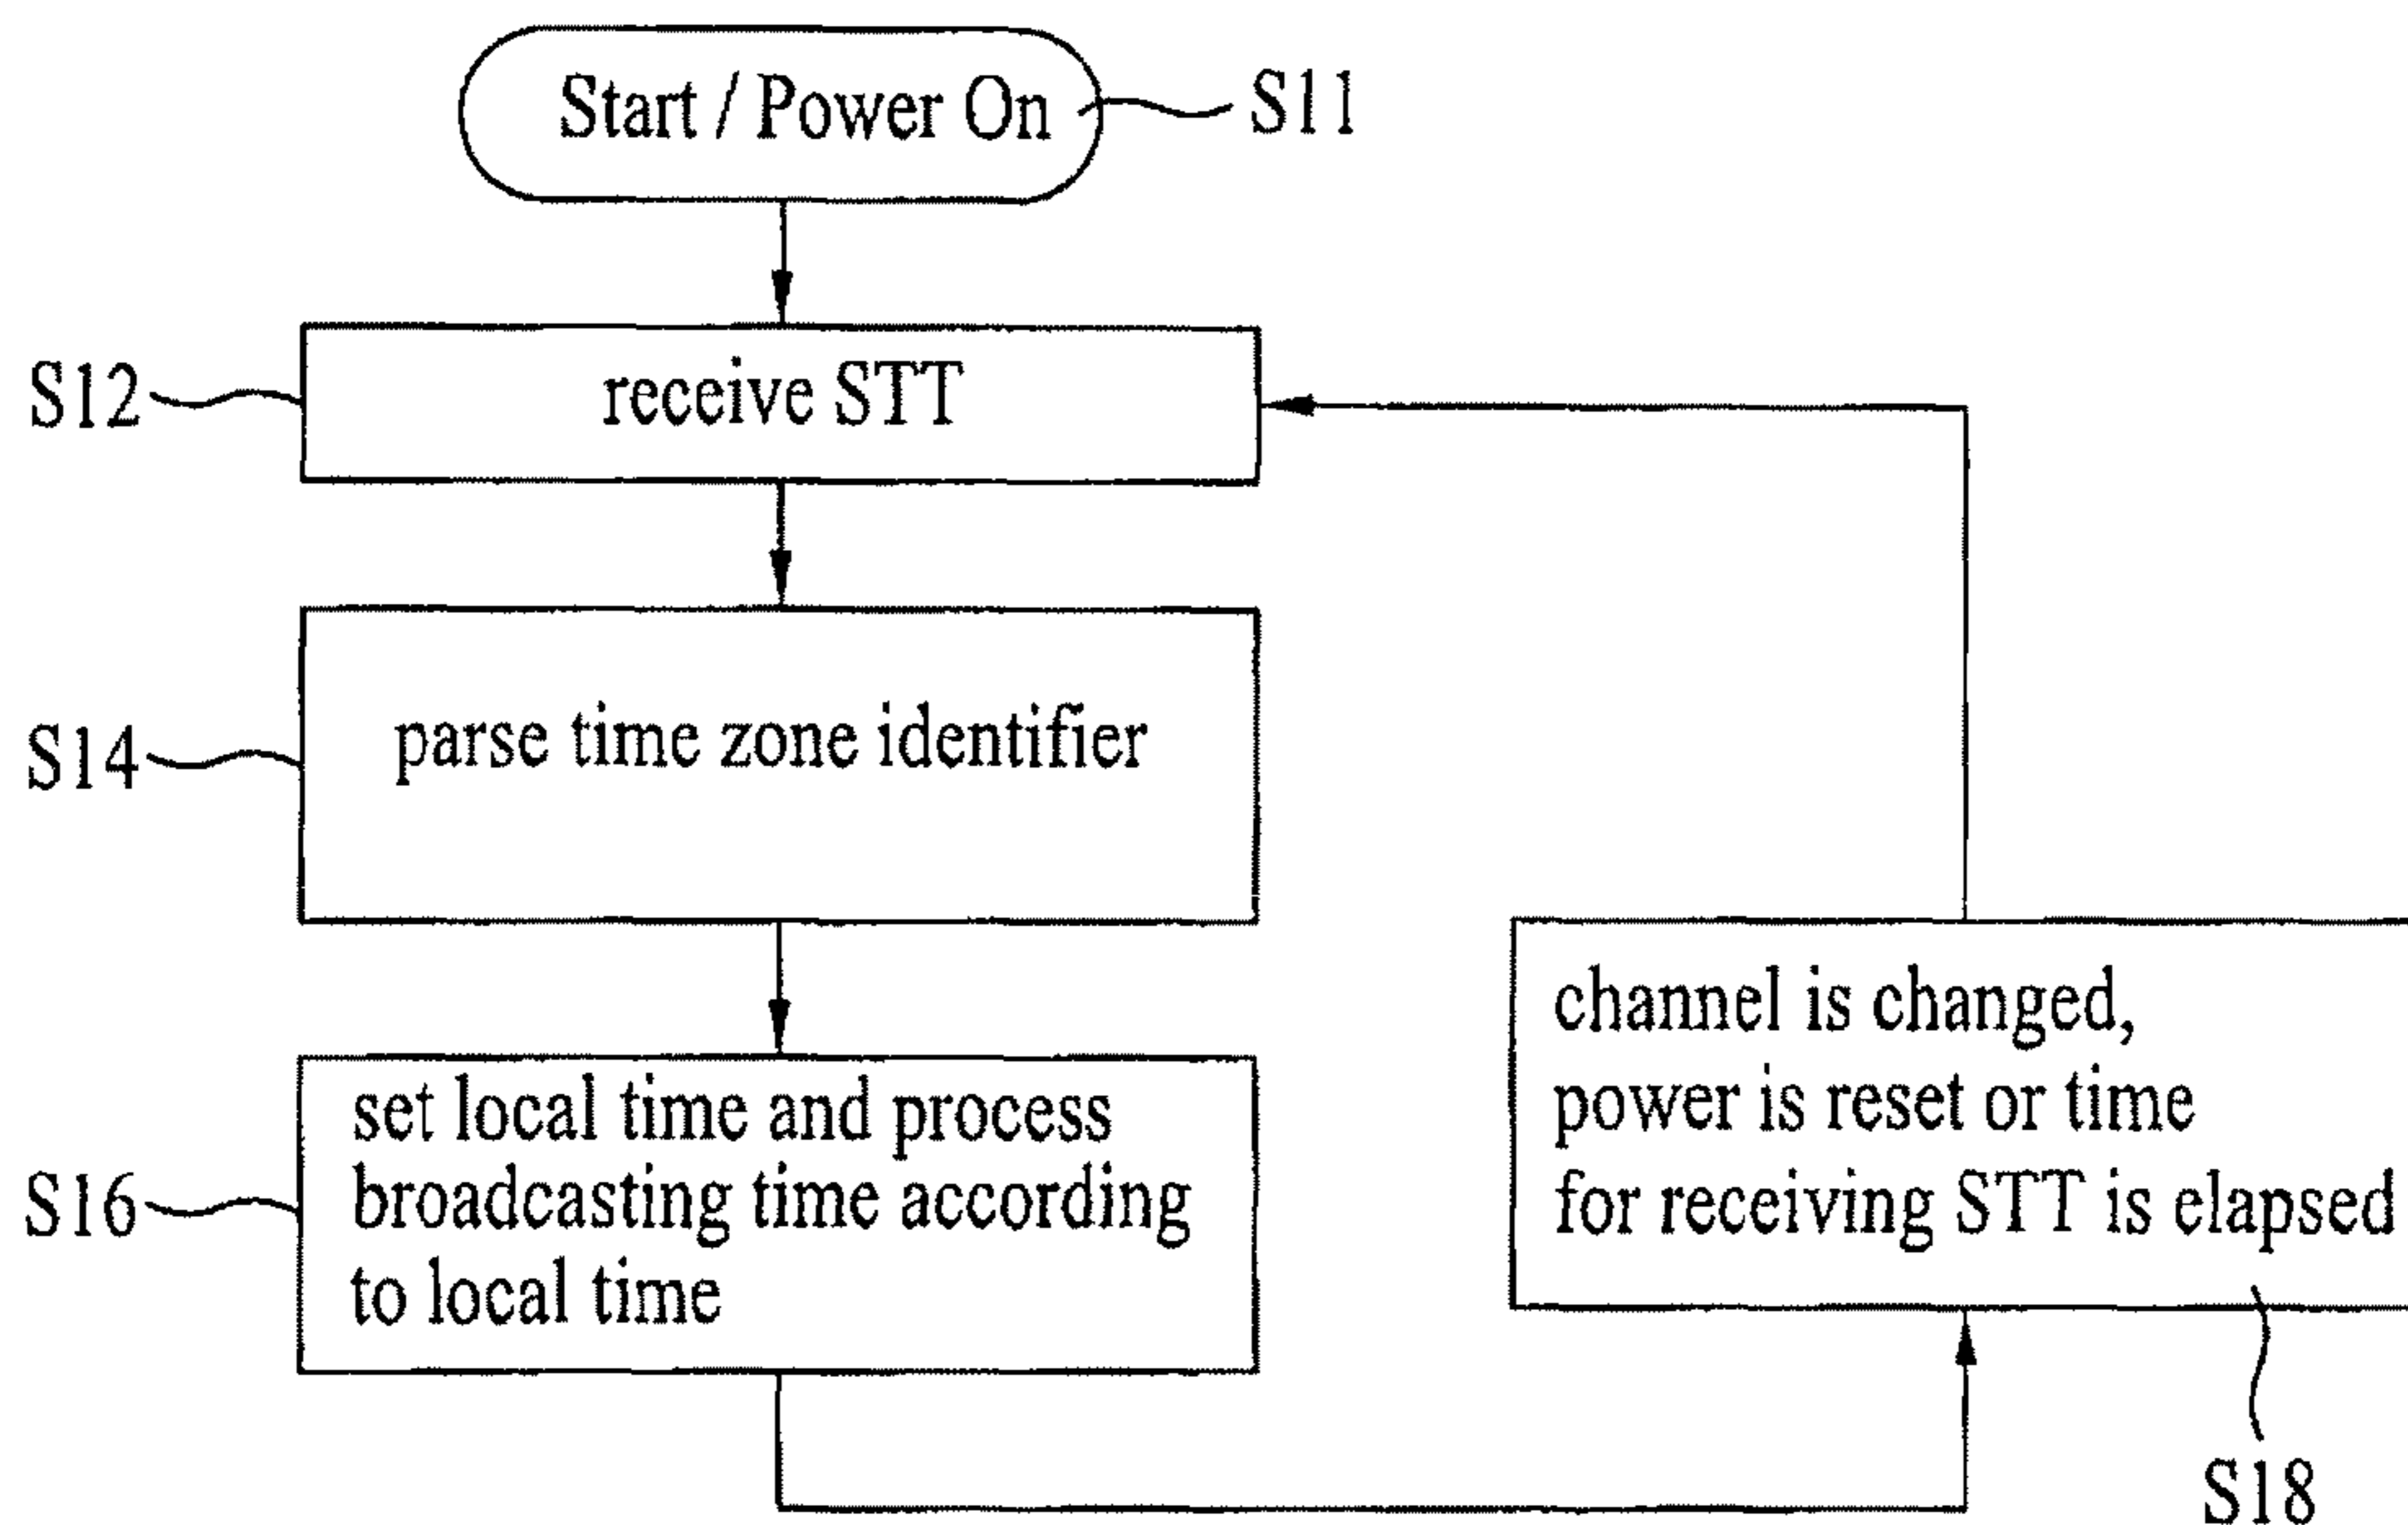 Start / Power On
S11
S12
receive STT
S14
parse time zone identifier
S16
set local time and process
broadcasting time according
to local time
channel is changed,
power is reset or time
for receiving STT is elapsed
S18